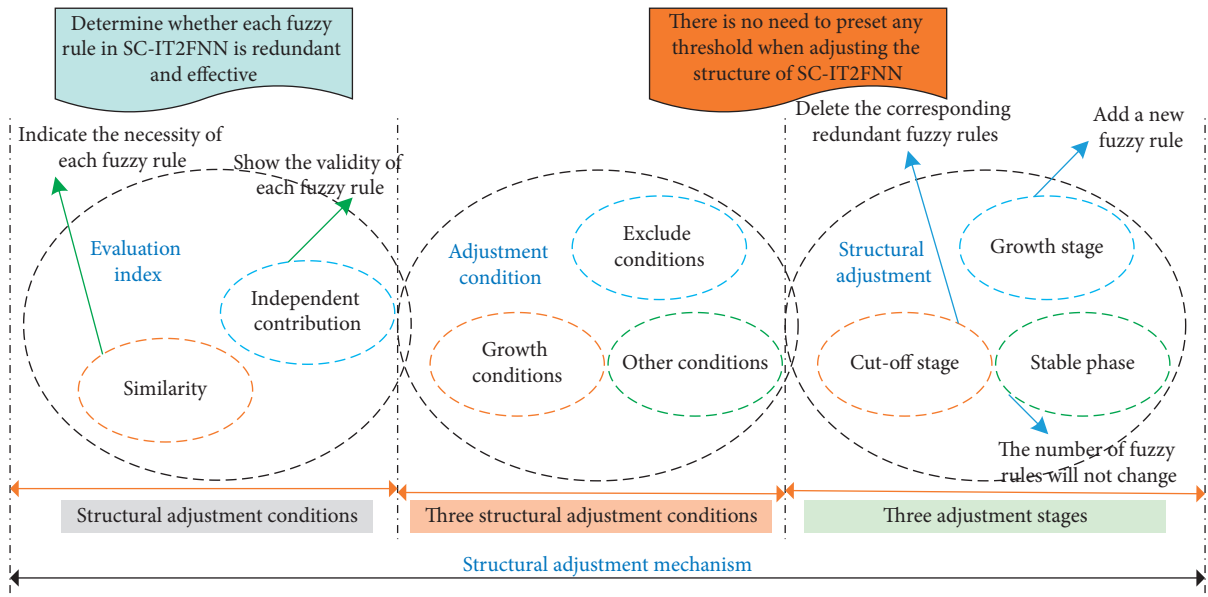 Determine whether each fuzzy
rule in SC-IT2FNN is redundant
and effective
There is no need to preset any
threshold when adjusting the
structure of SC-IT2FNN
Indicate the necessity of
each fuzzy rule
Show the validity of
each fuzzy rule
Evaluation
index
Independent
contribution
Similarity
Adjustment
condition
Exclude
conditions
Growth
conditions
Other conditions
Delete the corresponding
redundant fuzzy rules
Add a new
fuzzy rule
Structural
adjustment
Growth stage
Cut-off stage
Stable phase
The number of fuzzy
rules will not change
Structural adjustment conditions
Three structural adjustment conditions
Three adjustment stages
Structural adjustment mechanism